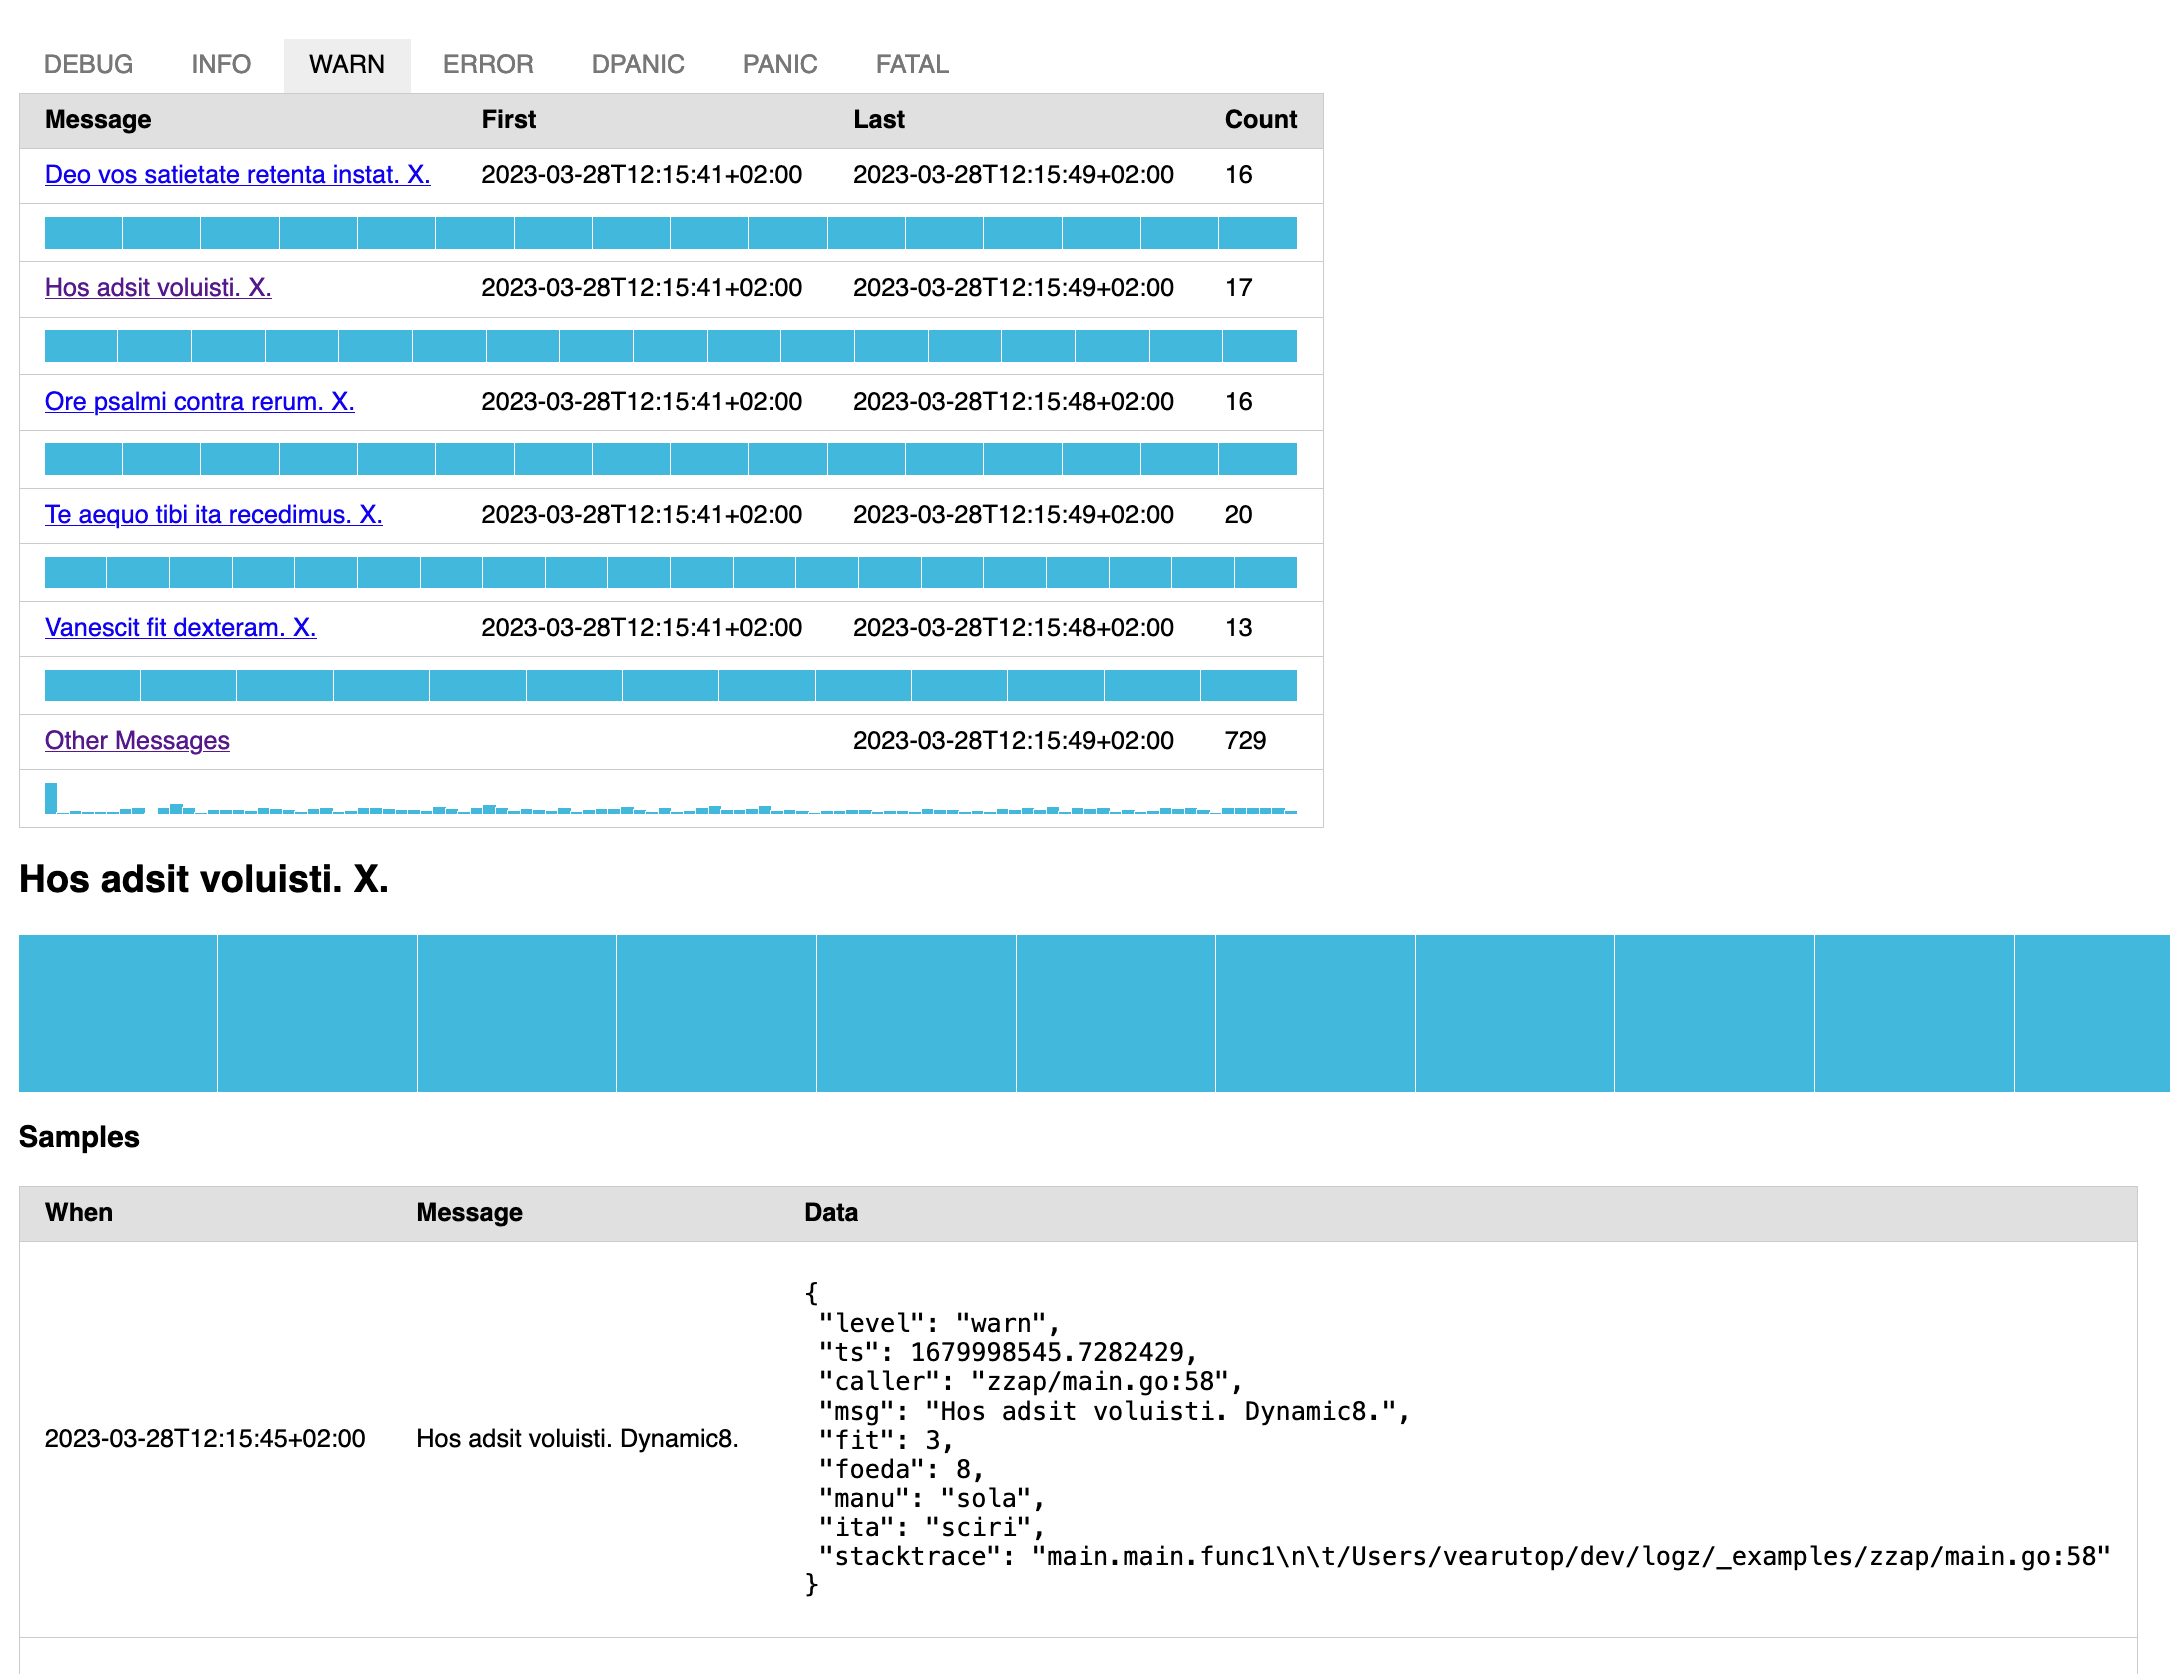 DEBUG INFO WARN ERROR DPANIC PANIC FATAL
Message First Last Count
Deo vos satietate retenta instat. X. 2023-03-28T12:15:41+02:00 2023-03-28T12:15:49+02:00 16
Hos adsit voluisti. X. 2023-03-28T12:15:41+02:00 2023-03-28T12:15:49+02:00 17
Ore psalmi contra rerum. X. 2023-03-28T12:15:41+02:00 2023-03-28T12:15:48+02:00 16
Te aequo tibi ita recedimus. X. 2023-03-28T12:15:41+02:00 2023-03-28T12:15:49+02:00 20
Vanescit fit dexteram. X. 2023-03-28T12:15:41+02:00 2023-03-28T12:15:48+02:00 13
Other Messages 2023-03-28T12:15:49+02:00 729
Hos adsit voluisti. X.
Samples
When Message Data
{
"level": "warn",
"ts": 1679998545.7282429,
"caller": "zzap/main.go:58",
"msg": "Hos adsit voluisti. Dynamic8.",
"fit": 3,
2023-03-28T12:15:45+02:00 Hos adsit voluisti. Dynamic8.
"foeda": 8,
"manu": "sola",
"ita": "sciri",
"stacktrace": "main.main.func1\n\t/Users/vearutop/dev/logz/_examples/zzap/main.go:58"
}